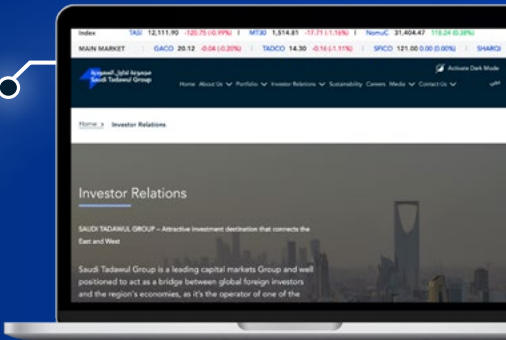 Index TASI 12,111.90 -120.75 (-0.99%) | MT30 1,514.81 -17.71 (-1.16%) | NomuC 31,404.47 118.24 (0.38%)
MAIN MARKET GACO 20.12 -0.04 (-0.20%) | TADCO 14.30 -0.16 (-1.11%) | SPICO 121.00 0.00 (0.00%) | SHARQI
Activate Dark Mode
مجموعة تداول السعودية
Saudi Tadawul Group
Home About Us Portfolio Investor Relations Sustainability Careers Media Contact Us عربي
Home > Investor Relations
Investor Relations
SAUDI TADAWUL GROUP – Attractive investment destination that connects the
East and West
Saudi Tadawul Group is a leading capital markets Group and well
positioned to act as a bridge between global foreign investors
and the region's economies, as it's the operator of one of the